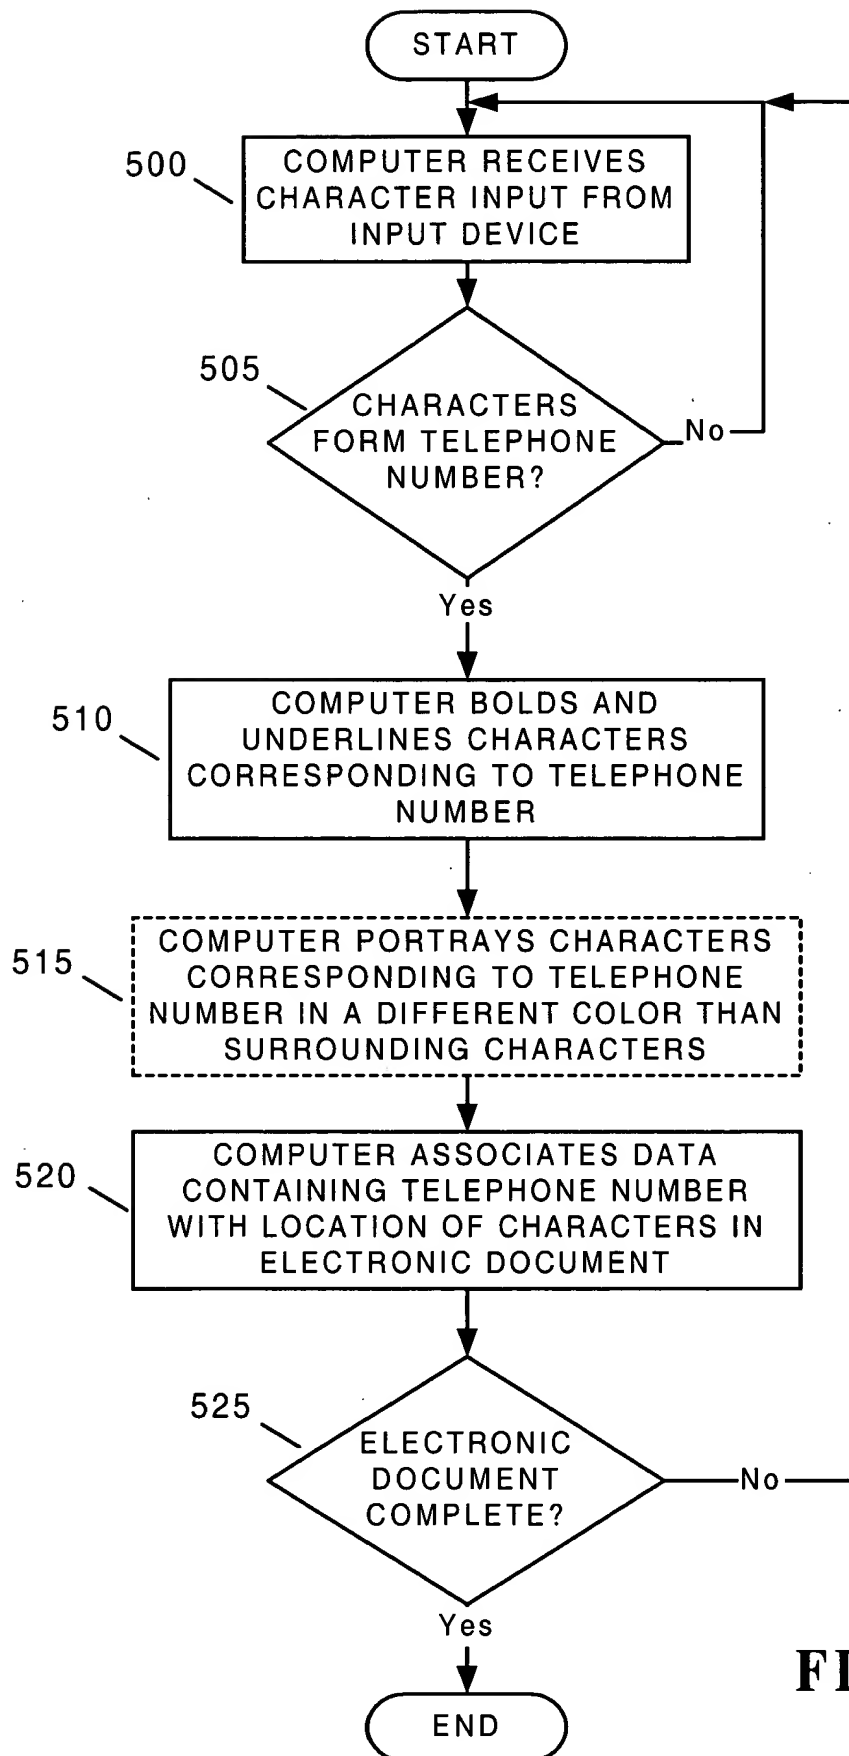 START
500
COMPUTER RECEIVES
CHARACTER INPUT FROM
INPUT DEVICE
505
CHARACTERS
FORM TELEPHONE
NUMBER?
No
Yes
510
COMPUTER BOLDS AND
UNDERLINES CHARACTERS
CORRESPONDING TO TELEPHONE
NUMBER
515
COMPUTER PORTRAYS CHARACTERS
CORRESPONDING TO TELEPHONE
NUMBER IN A DIFFERENT COLOR THAN
SURROUNDING CHARACTERS
520
COMPUTER ASSOCIATES DATA
CONTAINING TELEPHONE NUMBER
WITH LOCATION OF CHARACTERS IN
ELECTRONIC DOCUMENT
525
ELECTRONIC
DOCUMENT
COMPLETE?
No
Yes
END